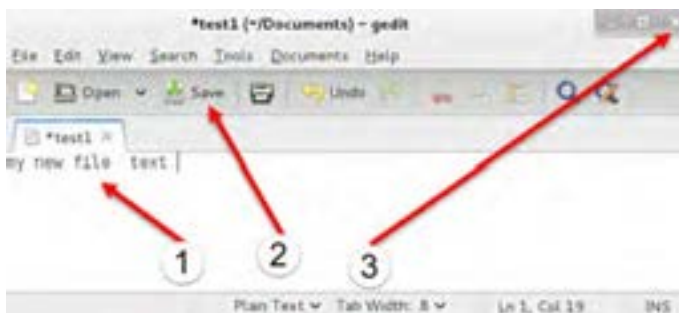 *test1 (~/Documents) - gedit
File Edit View Search Tools Documents Help
Open Save Undo
*test1 ×
my new file text
1 2 3
Plain Text Tab Width: 8 Ln 1, Col 19 INS